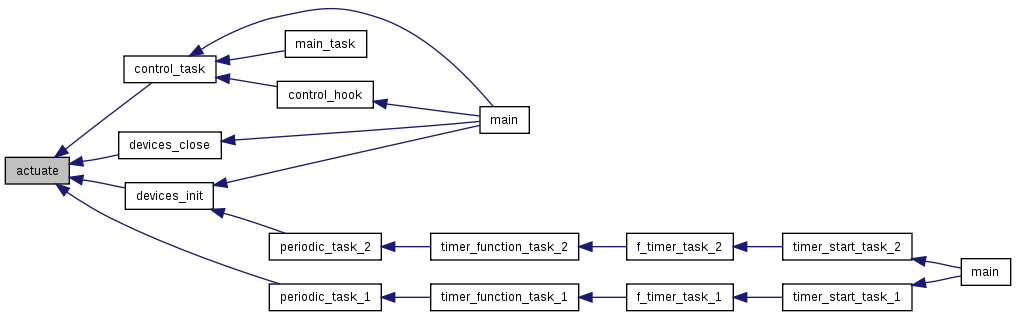 main_task
control_task
control_hook
main
devices_close
actuate
devices_init
periodic_task_2
timer_function_task_2
f_timer_task_2
timer_start_task_2
main
periodic_task_1
timer_function_task_1
f_timer_task_1
timer_start_task_1